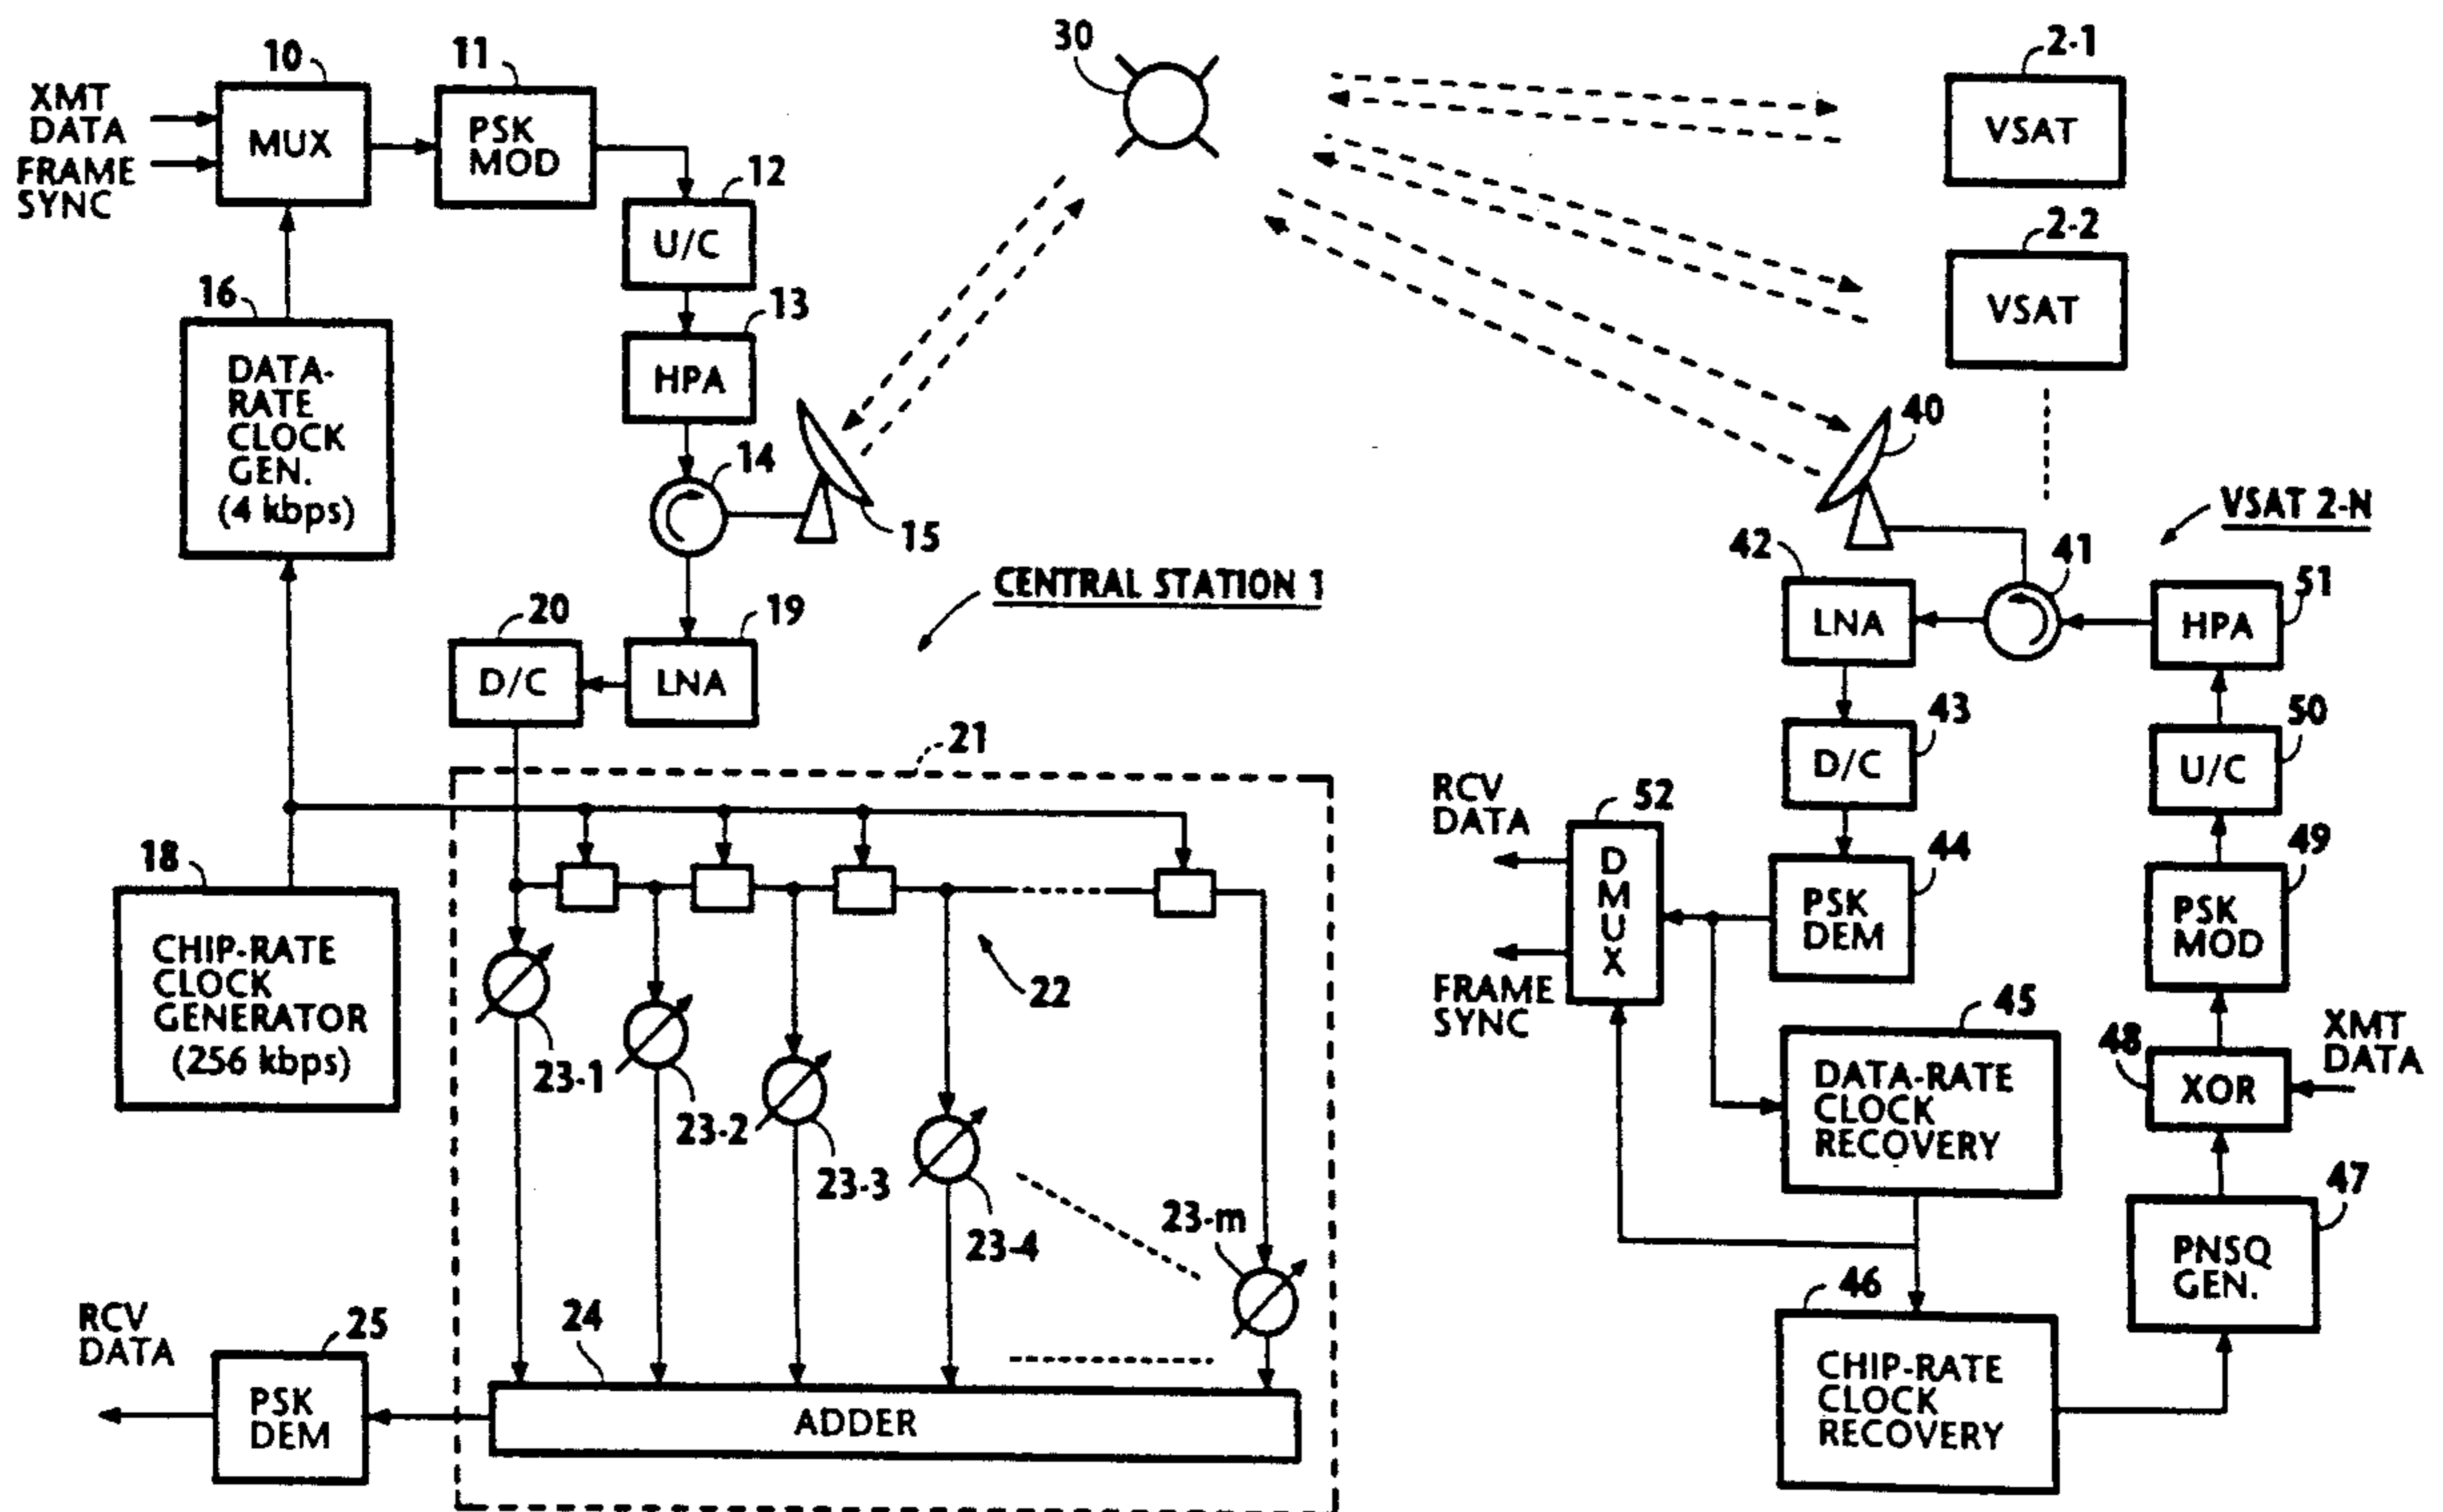 10
XMT
DATA
FRAME
SYNC
MUX
11
PSK
MOD
12
U/C
13
HPA
14
15
16
DATA-
RATE
CLOCK
GEN.
(4 kbps)
18
CHIP-RATE
CLOCK
GENERATOR
(256 kbps)
19
LNA
20
D/C
CENTRAL STATION 1
21
22
23-1
23-2
23-3
23-4
23-m
24
ADDER
25
PSK
DEM
RCV
DATA
30
2-1
VSAT
2-2
VSAT
VSAT 2-N
40
41
42
LNA
43
D/C
44
PSK
DEM
52
DMUX
RCV
DATA
FRAME
SYNC
45
DATA-RATE
CLOCK
RECOVERY
46
CHIP-RATE
CLOCK
RECOVERY
47
PNSQ
GEN.
48
XOR
XMT
DATA
49
PSK
MOD
50
U/C
51
HPA